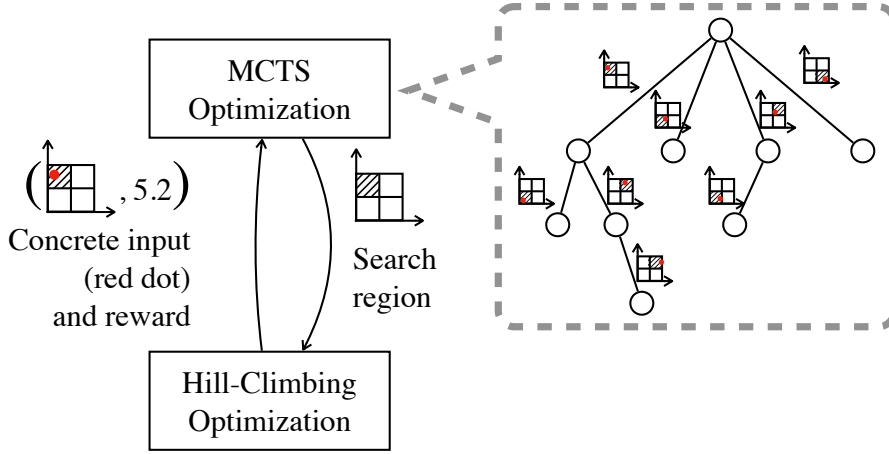 MCTS
Optimization
( , 5.2)
Concrete input
(red dot)
and reward
Search
region
Hill-Climbing
Optimization